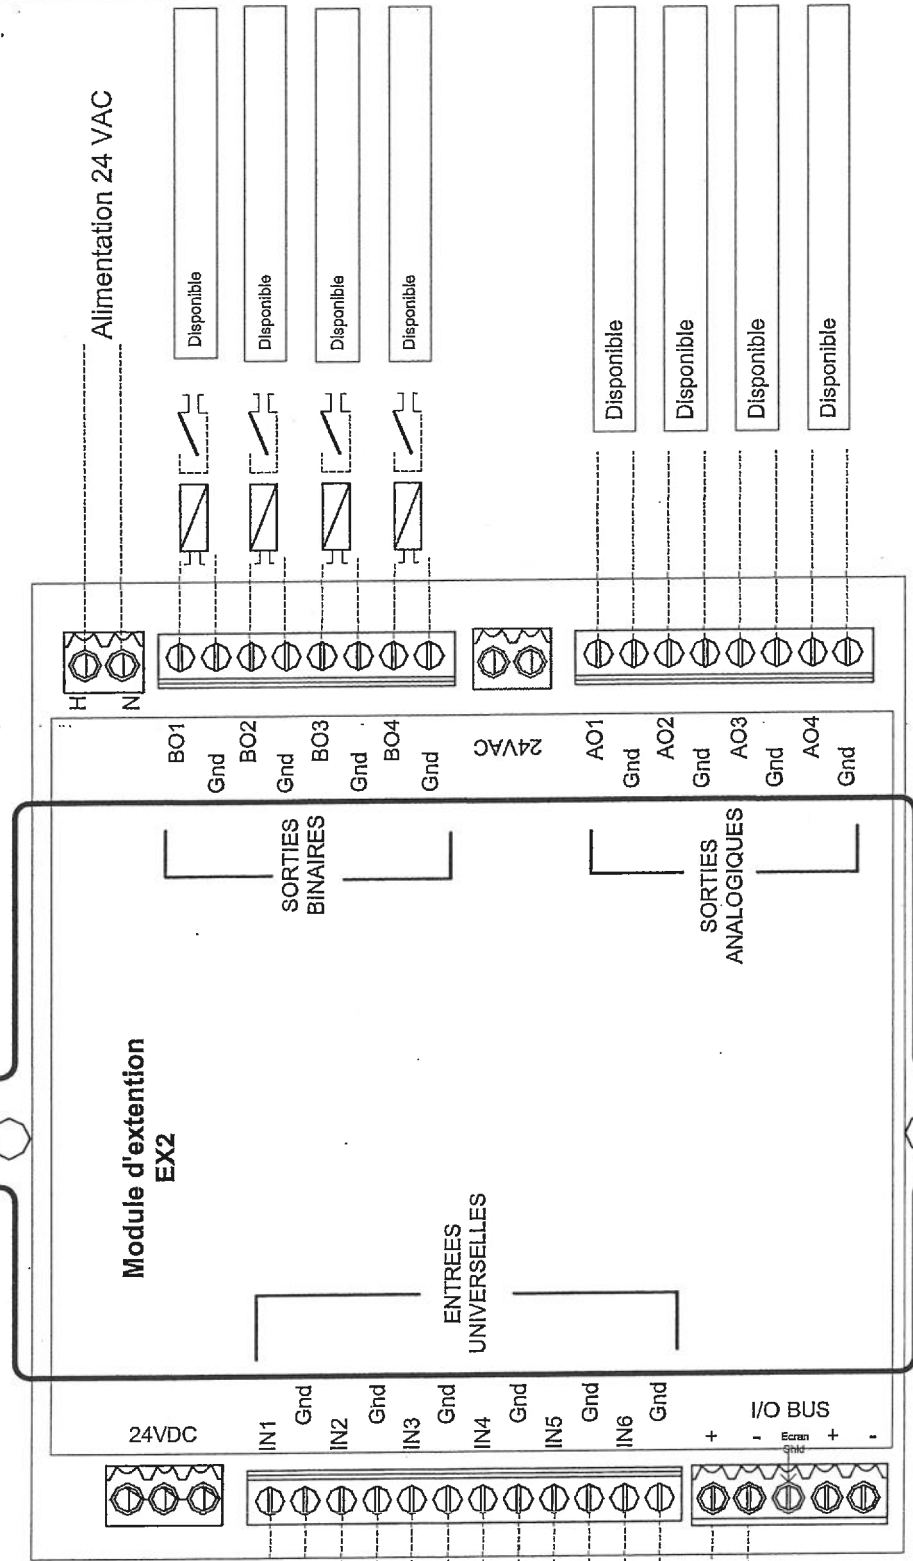 Alimentation 24 VAC
Disponible
Disponible
Disponible
Disponible
Disponible
Disponible
Disponible
Disponible
H
N
BO1
Gnd
BO2
Gnd
BO3
Gnd
BO4
Gnd
24VAC
AO1
Gnd
AO2
Gnd
AO3
Gnd
AO4
Gnd
SORTIES
BINAIRES
SORTIES
ANALOGIQUES
Module d'extention
EX2
ENTREES
UNIVERSELLES
24VDC
IN1
Gnd
IN2
Gnd
IN3
Gnd
IN4
Gnd
IN5
Gnd
IN6
Gnd
I/O BUS
+
-
Ecran
Shld
+
-